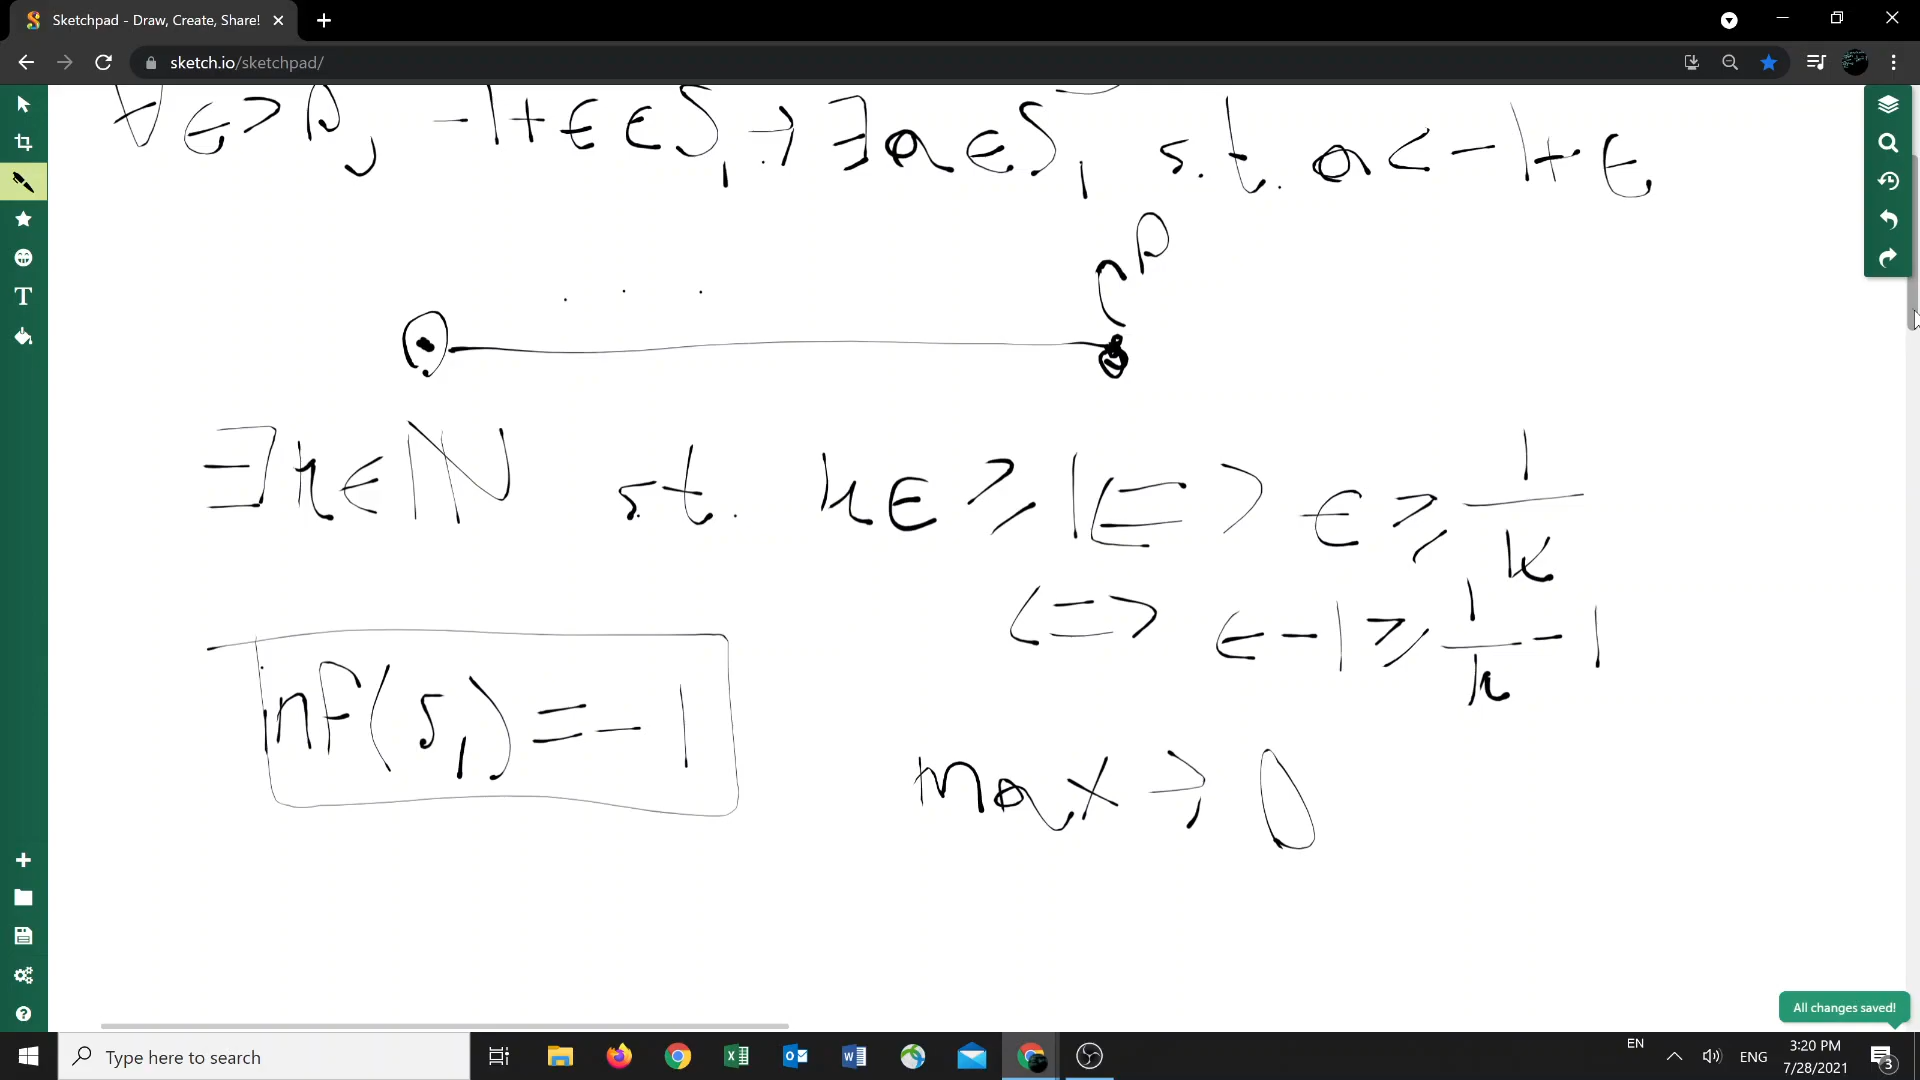 Sketchpad - Draw, Create, Share!
sketch.io/sketchpad/
∀ϵ>0, -1+ϵ∈S₁ → ∃a∈S₁ s.t. a<-1+ϵ
0
∃k∈ℕ s.t. kϵ ⩾ 1 <=> ϵ ⩾ 1/k
<=> ϵ-1 ⩾ 1/k - 1
inf(S₁) = -1
max → 0
All changes saved!
Type here to search
EN
ENG
3:20 PM
7/28/2021
3